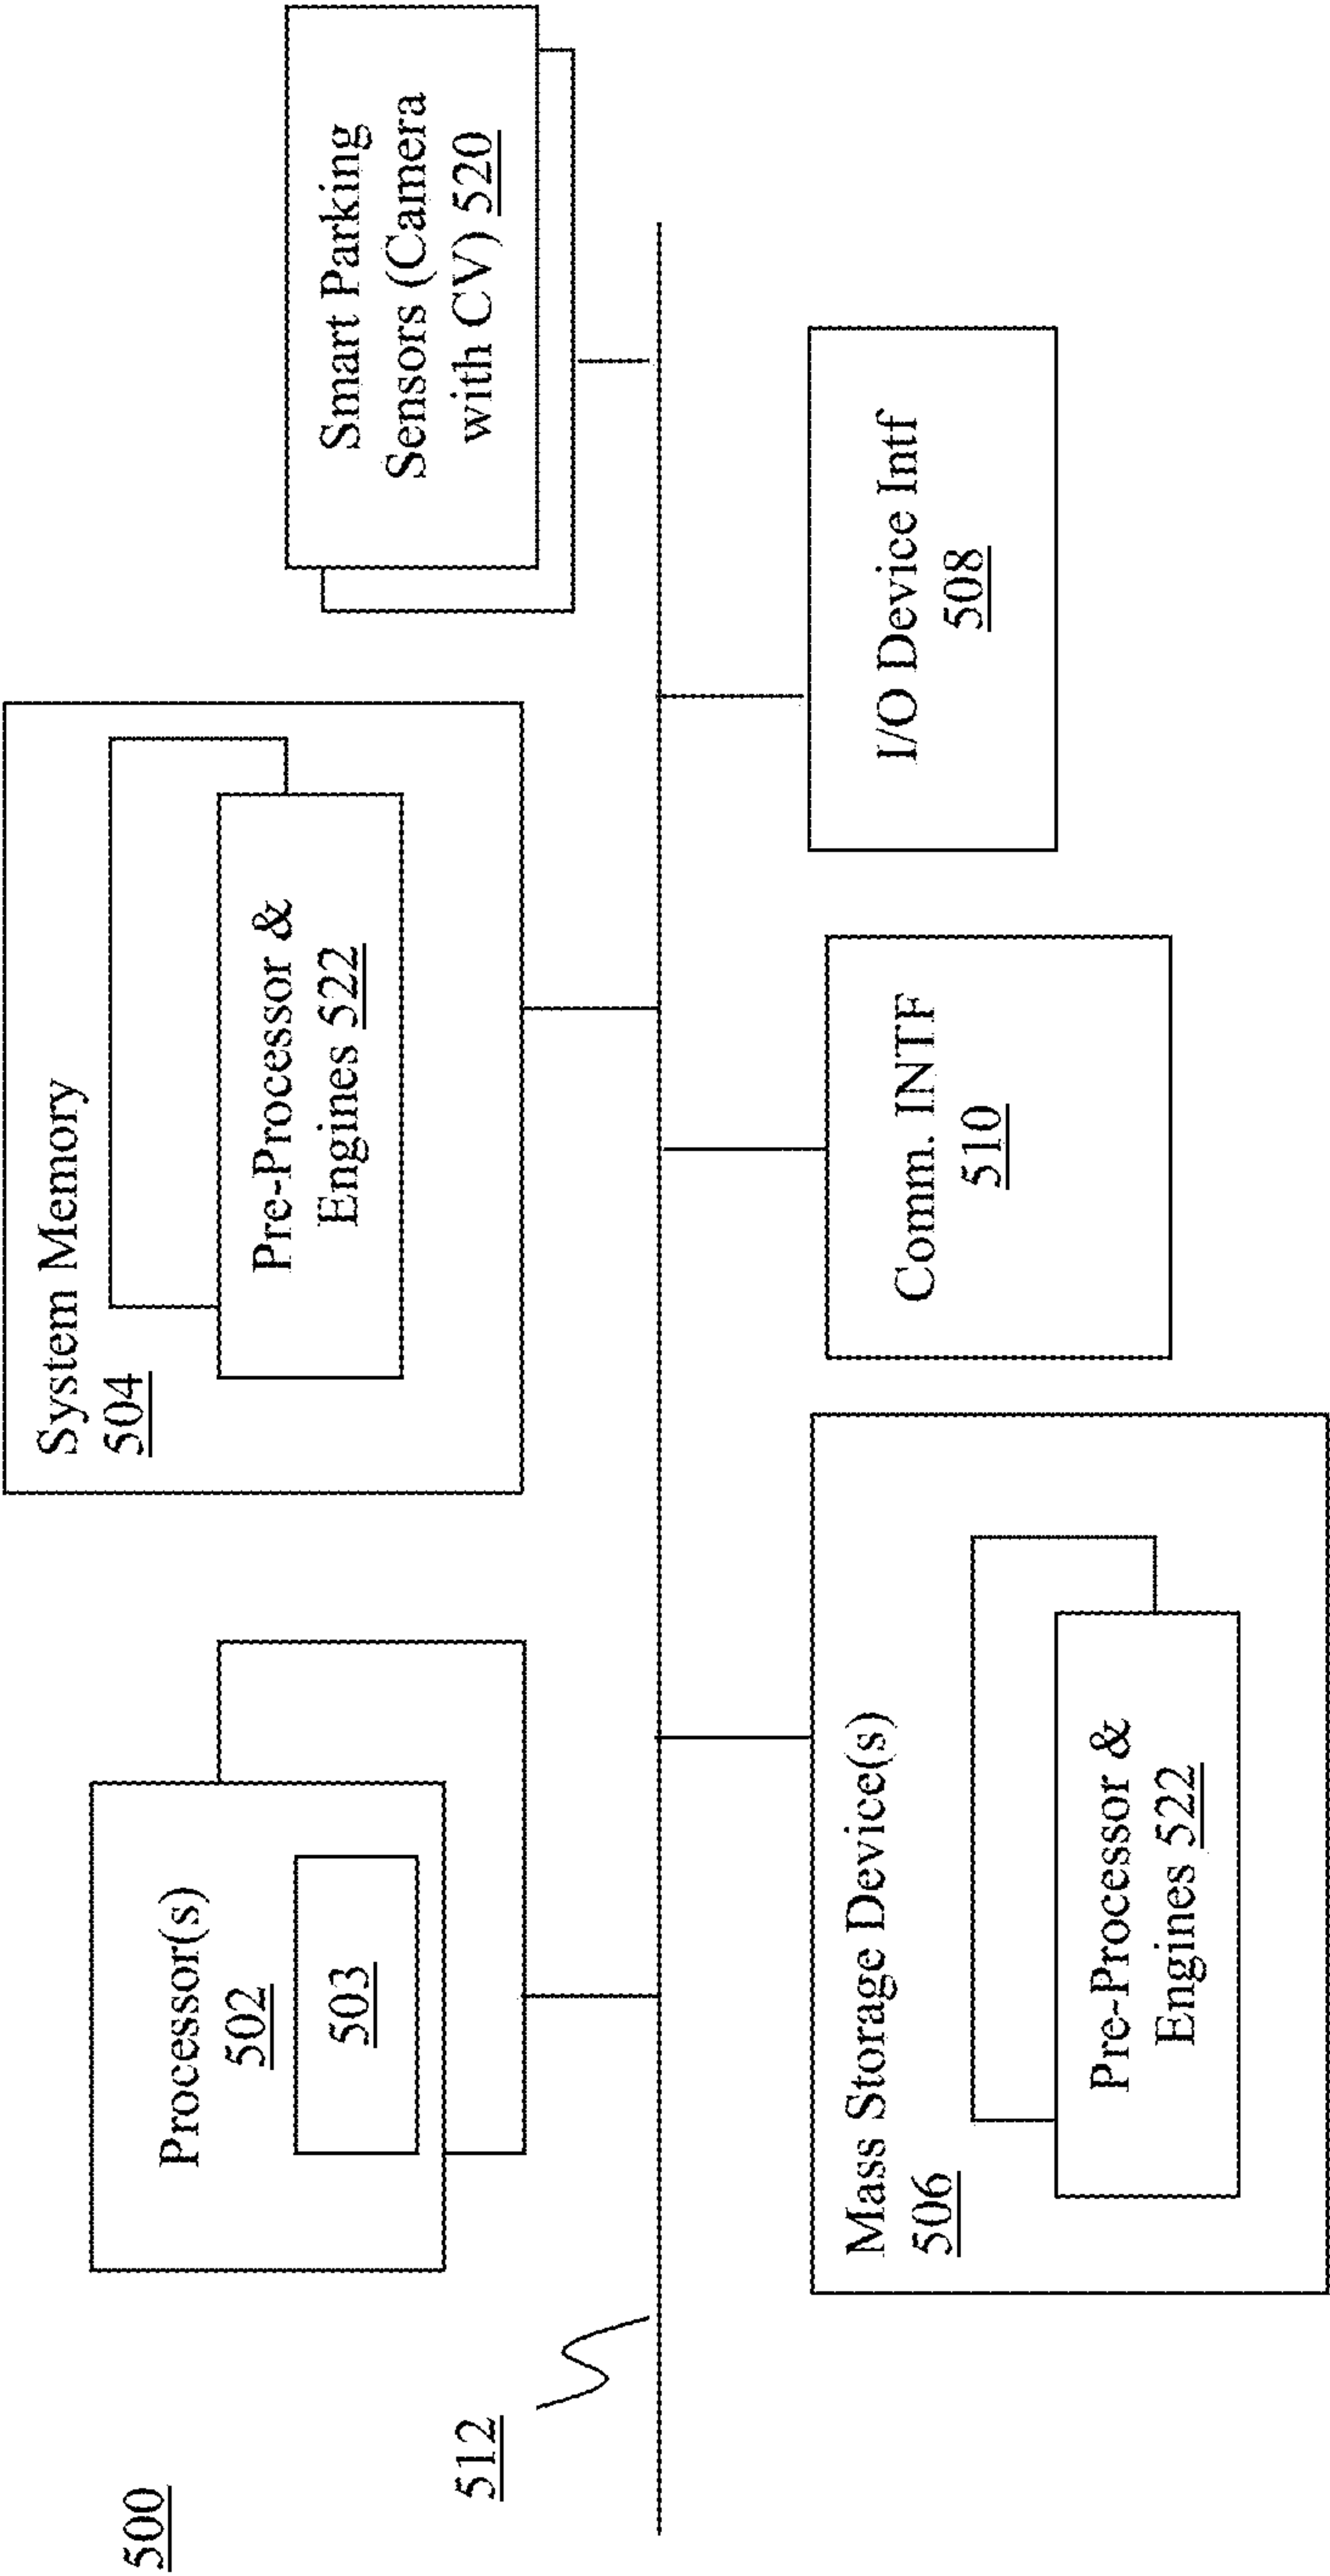 500
512
Processor(s)
502
503
System Memory
504
Pre-Processor &
Engines 522
Smart Parking
Sensors (Camera
with CV) 520
Mass Storage Device(s)
506
Pre-Processor &
Engines 522
Comm. INTF
510
I/O Device Intf
508